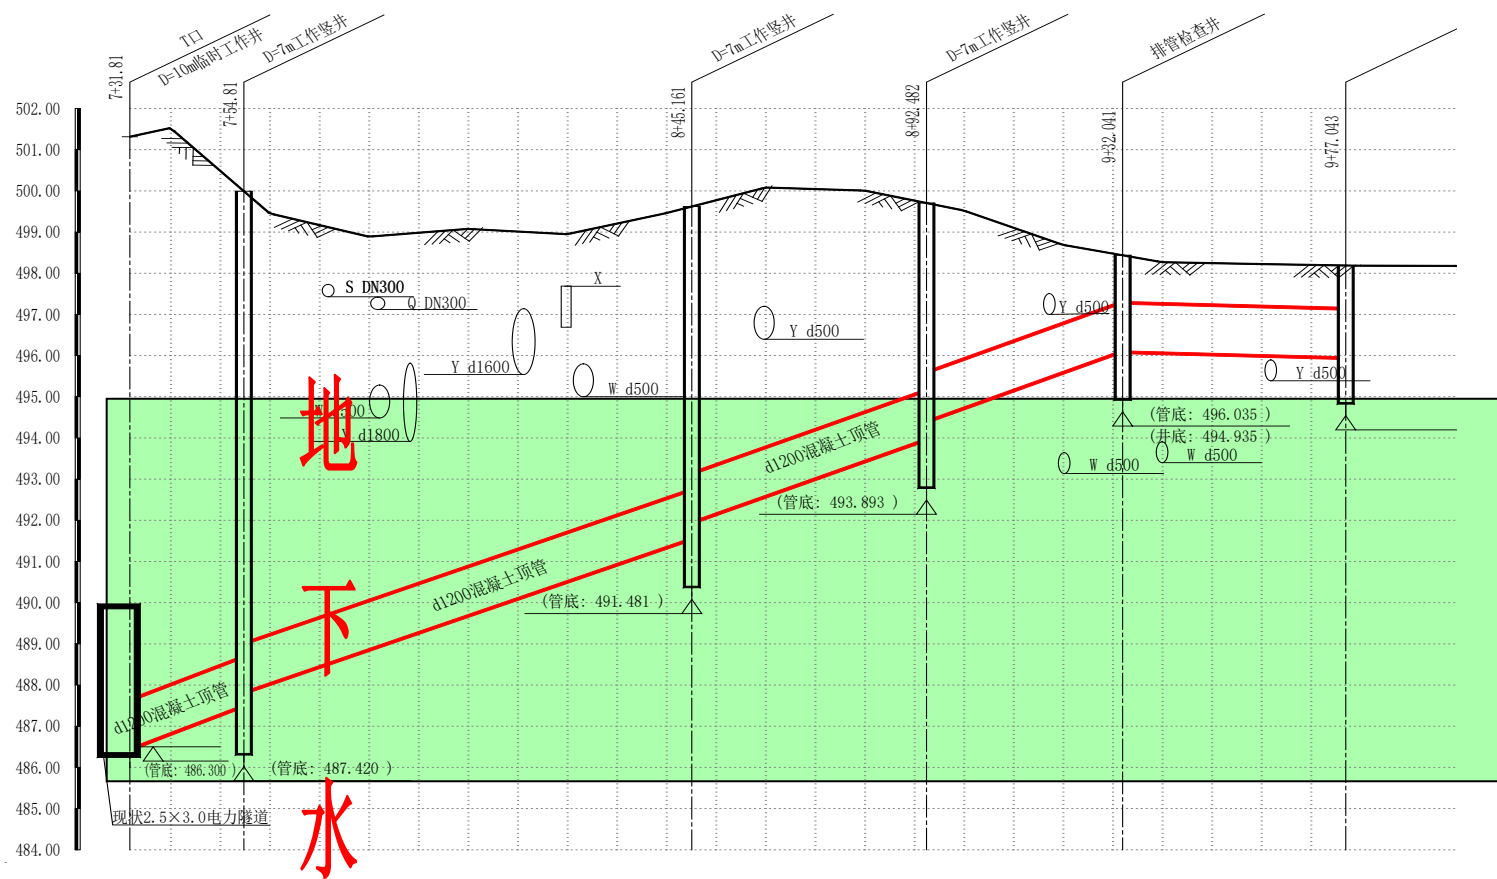 T口
D=10m临时工作井
D=7m工作竖井
D=7m工作竖井
D=7m工作竖井
排管检查井
7+31.81
7+54.81
8+45.161
8+92.482
9+32.041
9+77.043
502.00
501.00
500.00
499.00
498.00
497.00
496.00
495.00
494.00
493.00
492.00
491.00
490.00
489.00
488.00
487.00
486.00
485.00
484.00
S DN300
Q DN300
X
Y d1600
W d500
Y d500
Y d500
Y d500
d1800
W d500
W d500
地
下
水
d1200混凝土顶管
d1200混凝土顶管
d1200混凝土顶管
(管底: 486.300 )
(管底: 487.420 )
(管底: 491.481 )
(管底: 493.893 )
(管底: 496.035 )
(井底: 494.935 )
现状2.5×3.0电力隧道